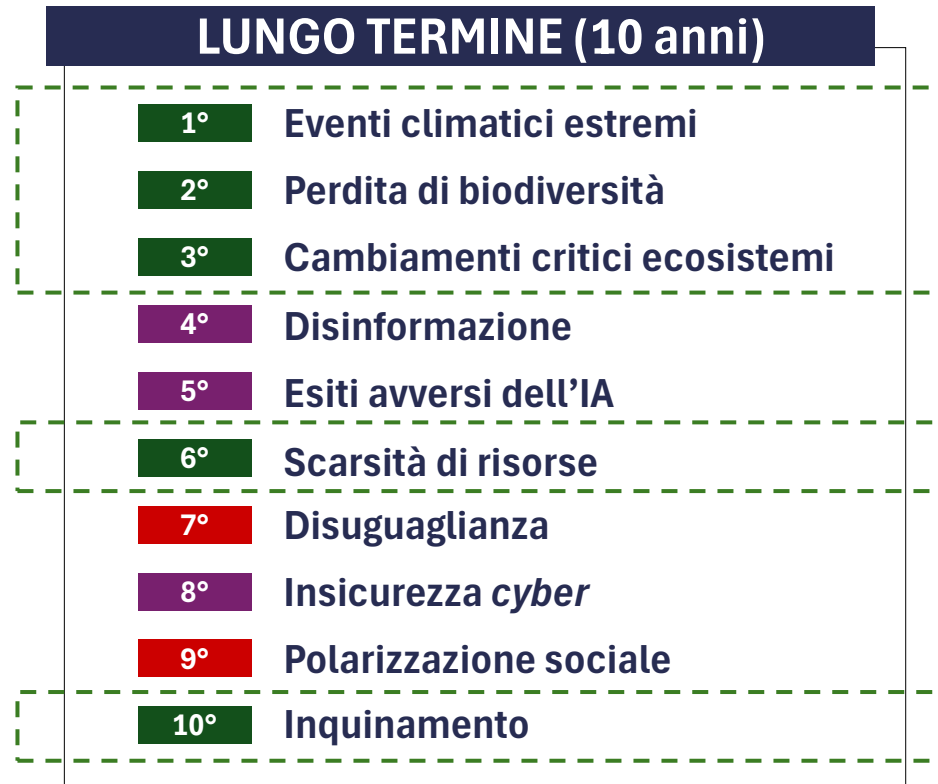 LUNGO TERMINE (10 anni)
1° Eventi climatici estremi
2° Perdita di biodiversità
3° Cambiamenti critici ecosistemi
4° Disinformazione
5° Esiti avversi dell’IA
6° Scarsità di risorse
7° Disuguaglianza
8° Insicurezza cyber
9° Polarizzazione sociale
10° Inquinamento